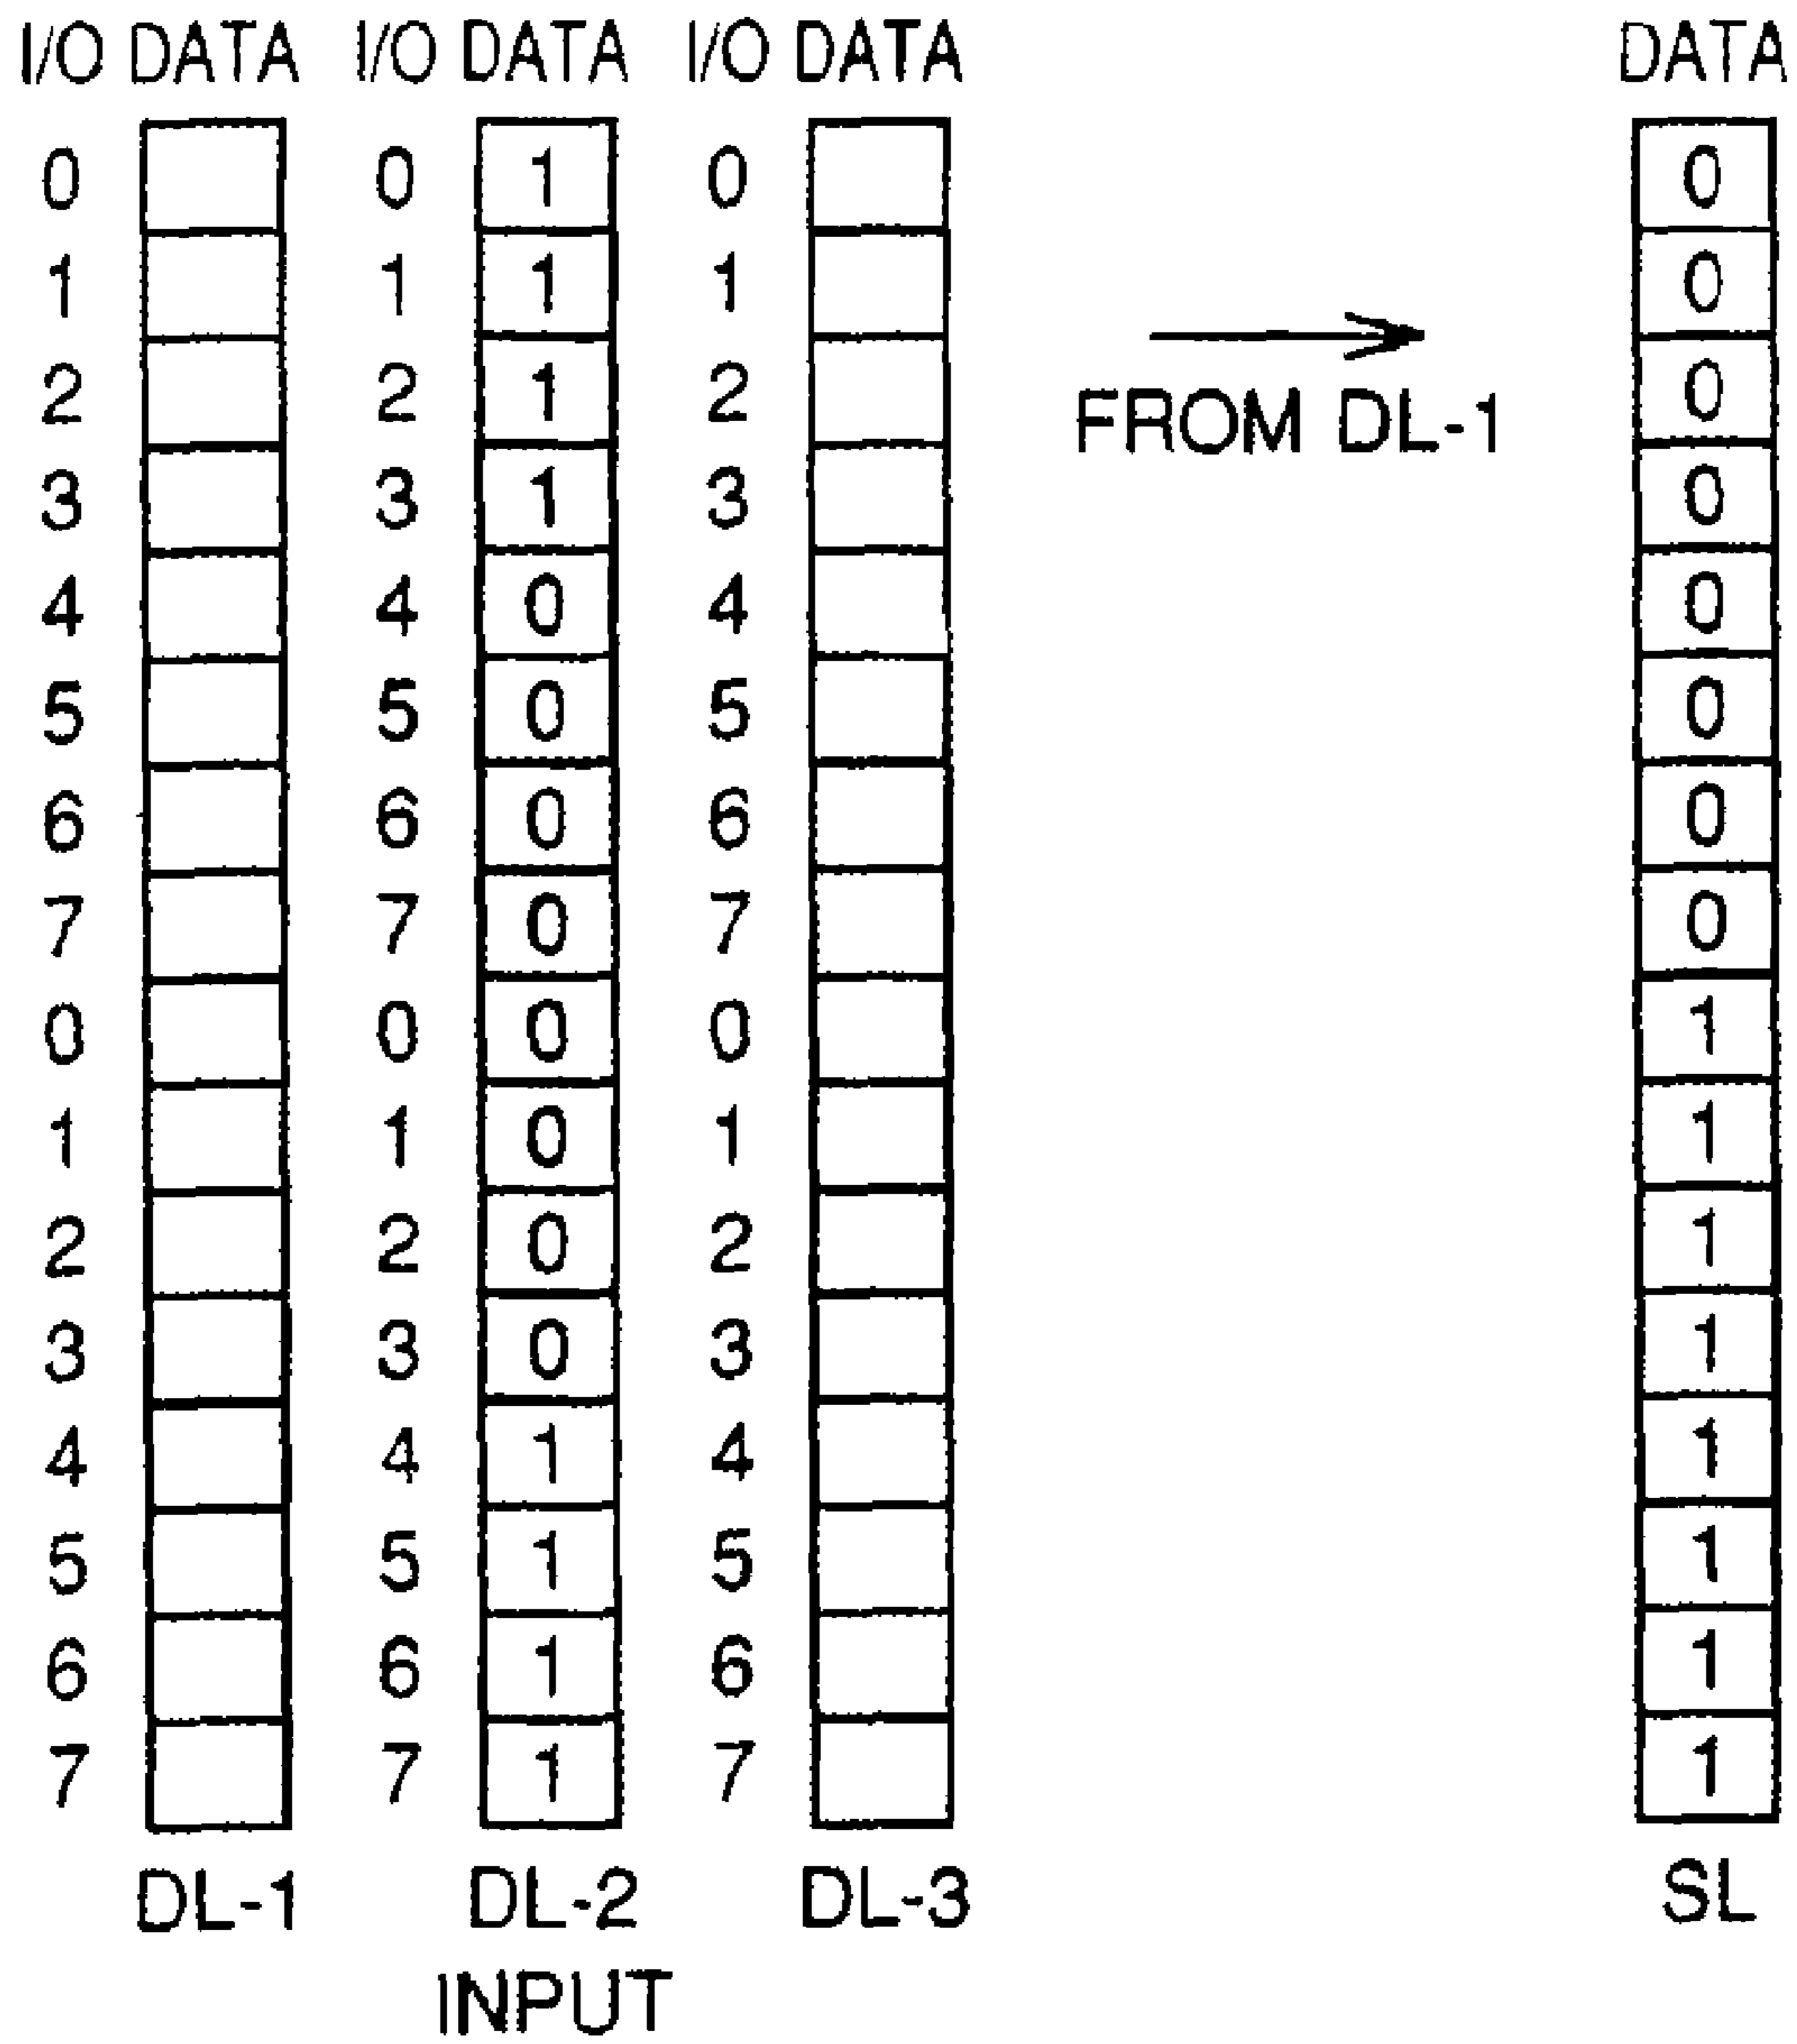 I/O DATA I/O DATA I/O DATA DATA
0 0 1 0 0
1 1 1 1 0
2 2 1 2 0
FROM DL-1
3 3 1 3 0
4 4 0 4 0
5 5 0 5 0
6 6 0 6 0
7 7 0 7 0
0 0 0 0 1
1 1 0 1 1
2 2 0 2 1
3 3 0 3 1
4 4 1 4 1
5 5 1 5 1
6 6 1 6 1
7 7 1 7 1
DL-1 DL-2 DL-3 SL
INPUT